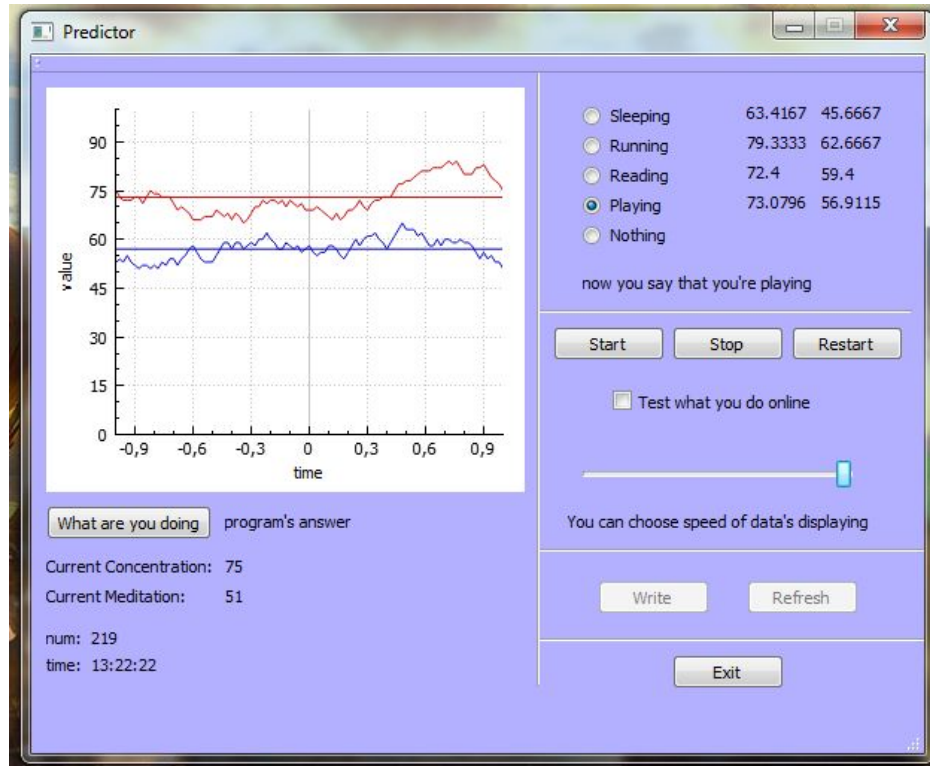 Predictor
90
75
60
45
30
15
0
value
-0,9 -0,6 -0,3 0 0,3 0,6 0,9
time
What are you doing program's answer
Current Concentration: 75
Current Meditation: 51
num: 219
time: 13:22:22
Sleeping 63.4167 45.6667
Running 79.3333 62.6667
Reading 72.4 59.4
Playing 73.0796 56.9115
Nothing
now you say that you're playing
Start Stop Restart
Test what you do online
You can choose speed of data's displaying
Write Refresh
Exit